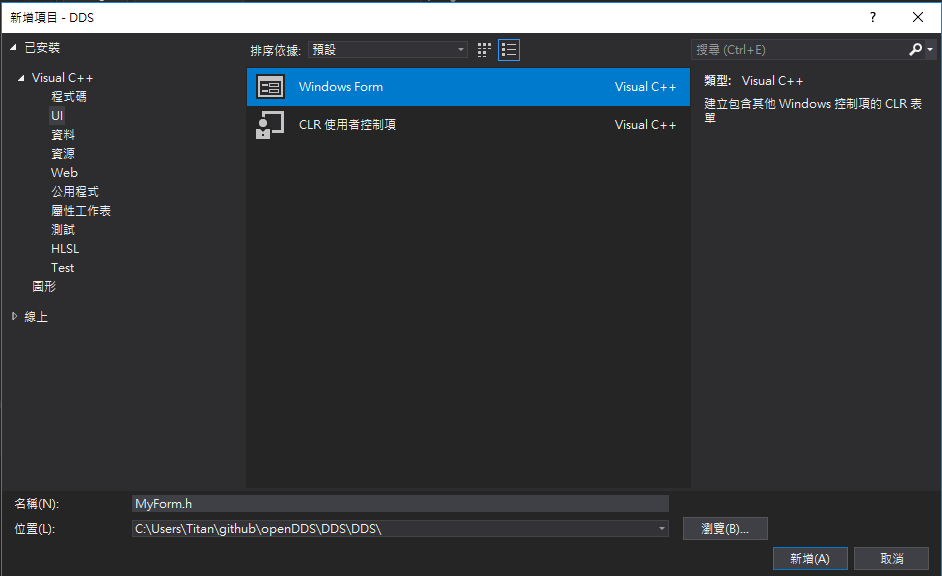 新增項目 - DDS
?
已安裝
Visual C++
程式碼
UI
資料
資源
Web
公用程式
屬性工作表
測試
HLSL
Test
圖形
線上
排序依據: 預設
Windows Form Visual C++
CLR 使用者控制項 Visual C++
搜尋 (Ctrl+E)
類型: Visual C++
建立包含其他 Windows 控制項的 CLR 表
單
名稱(N): MyForm.h
位置(L): C:\Users\Titan\github\openDDS\DDS\DDS\
瀏覽(B)...
新增(A) 取消